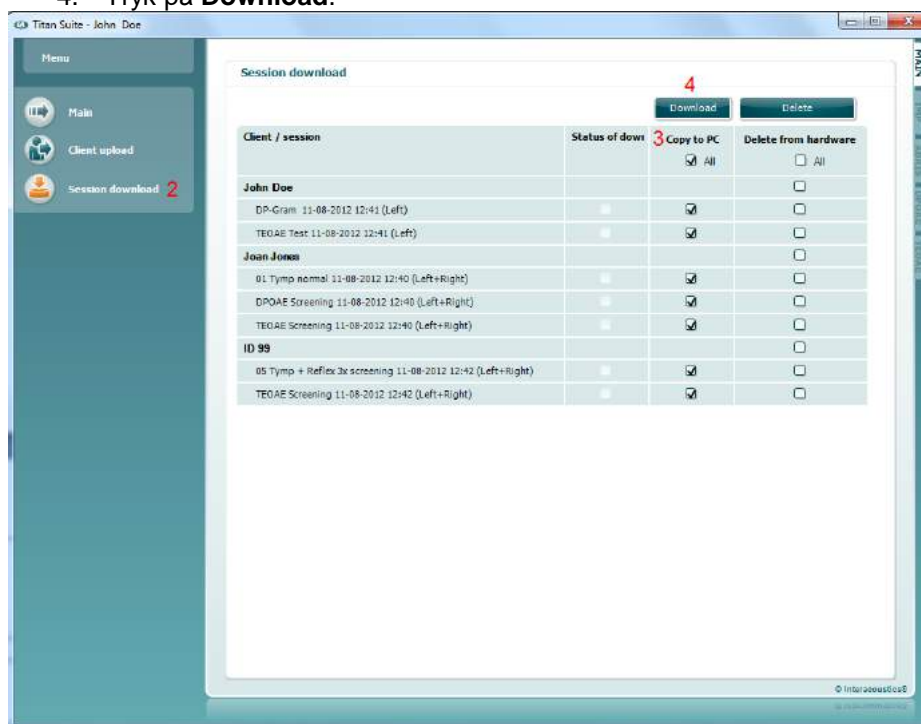 4. Tryk på Download.
Titan Suite - John Doe
Menu
Main
Client upload
Session download 2
MAIN
Session download
4
Download Delete
Client / session Status of down 3 Copy to PC Delete from hardware
All All
John Doe
DP-Gram 11-08-2012 12:41 (Left)
TEOAE Test 11-08-2012 12:41 (Left)
Joan Jones
01 Tymp normal 11-08-2012 12:40 (Left+Right)
DPOAE Screening 11-08-2012 12:40 (Left+Right)
TEOAE Screening 11-08-2012 12:40 (Left+Right)
ID 99
05 Tymp + Reflex 3x screening 11-08-2012 12:42 (Left+Right)
TEOAE Screening 11-08-2012 12:42 (Left+Right)
© Interacoustics®